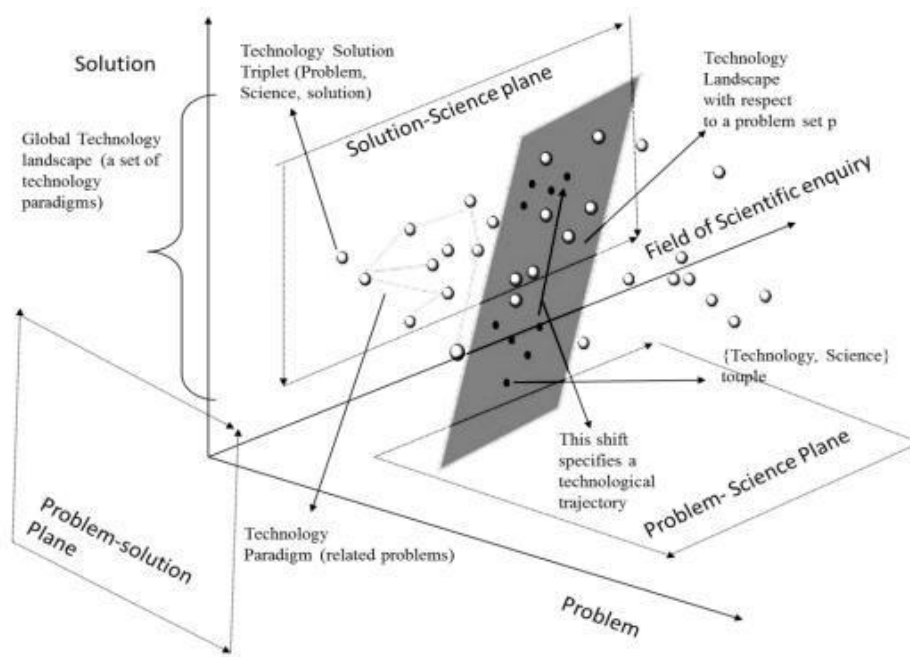 Solution
Technology Solution
Triplet (Problem,
Science, solution)
Technology
Landscape
with respect
to a problem set p
Solution-Science plane
Global Technology
landscape (a set of
technology
paradigms)
Field of Scientific enquiry
{Technology, Science}
touple
This shift
specifies a
technological
trajectory
Problem- Science Plane
Problem-solution
Plane
Technology
Paradigm (related problems)
Problem